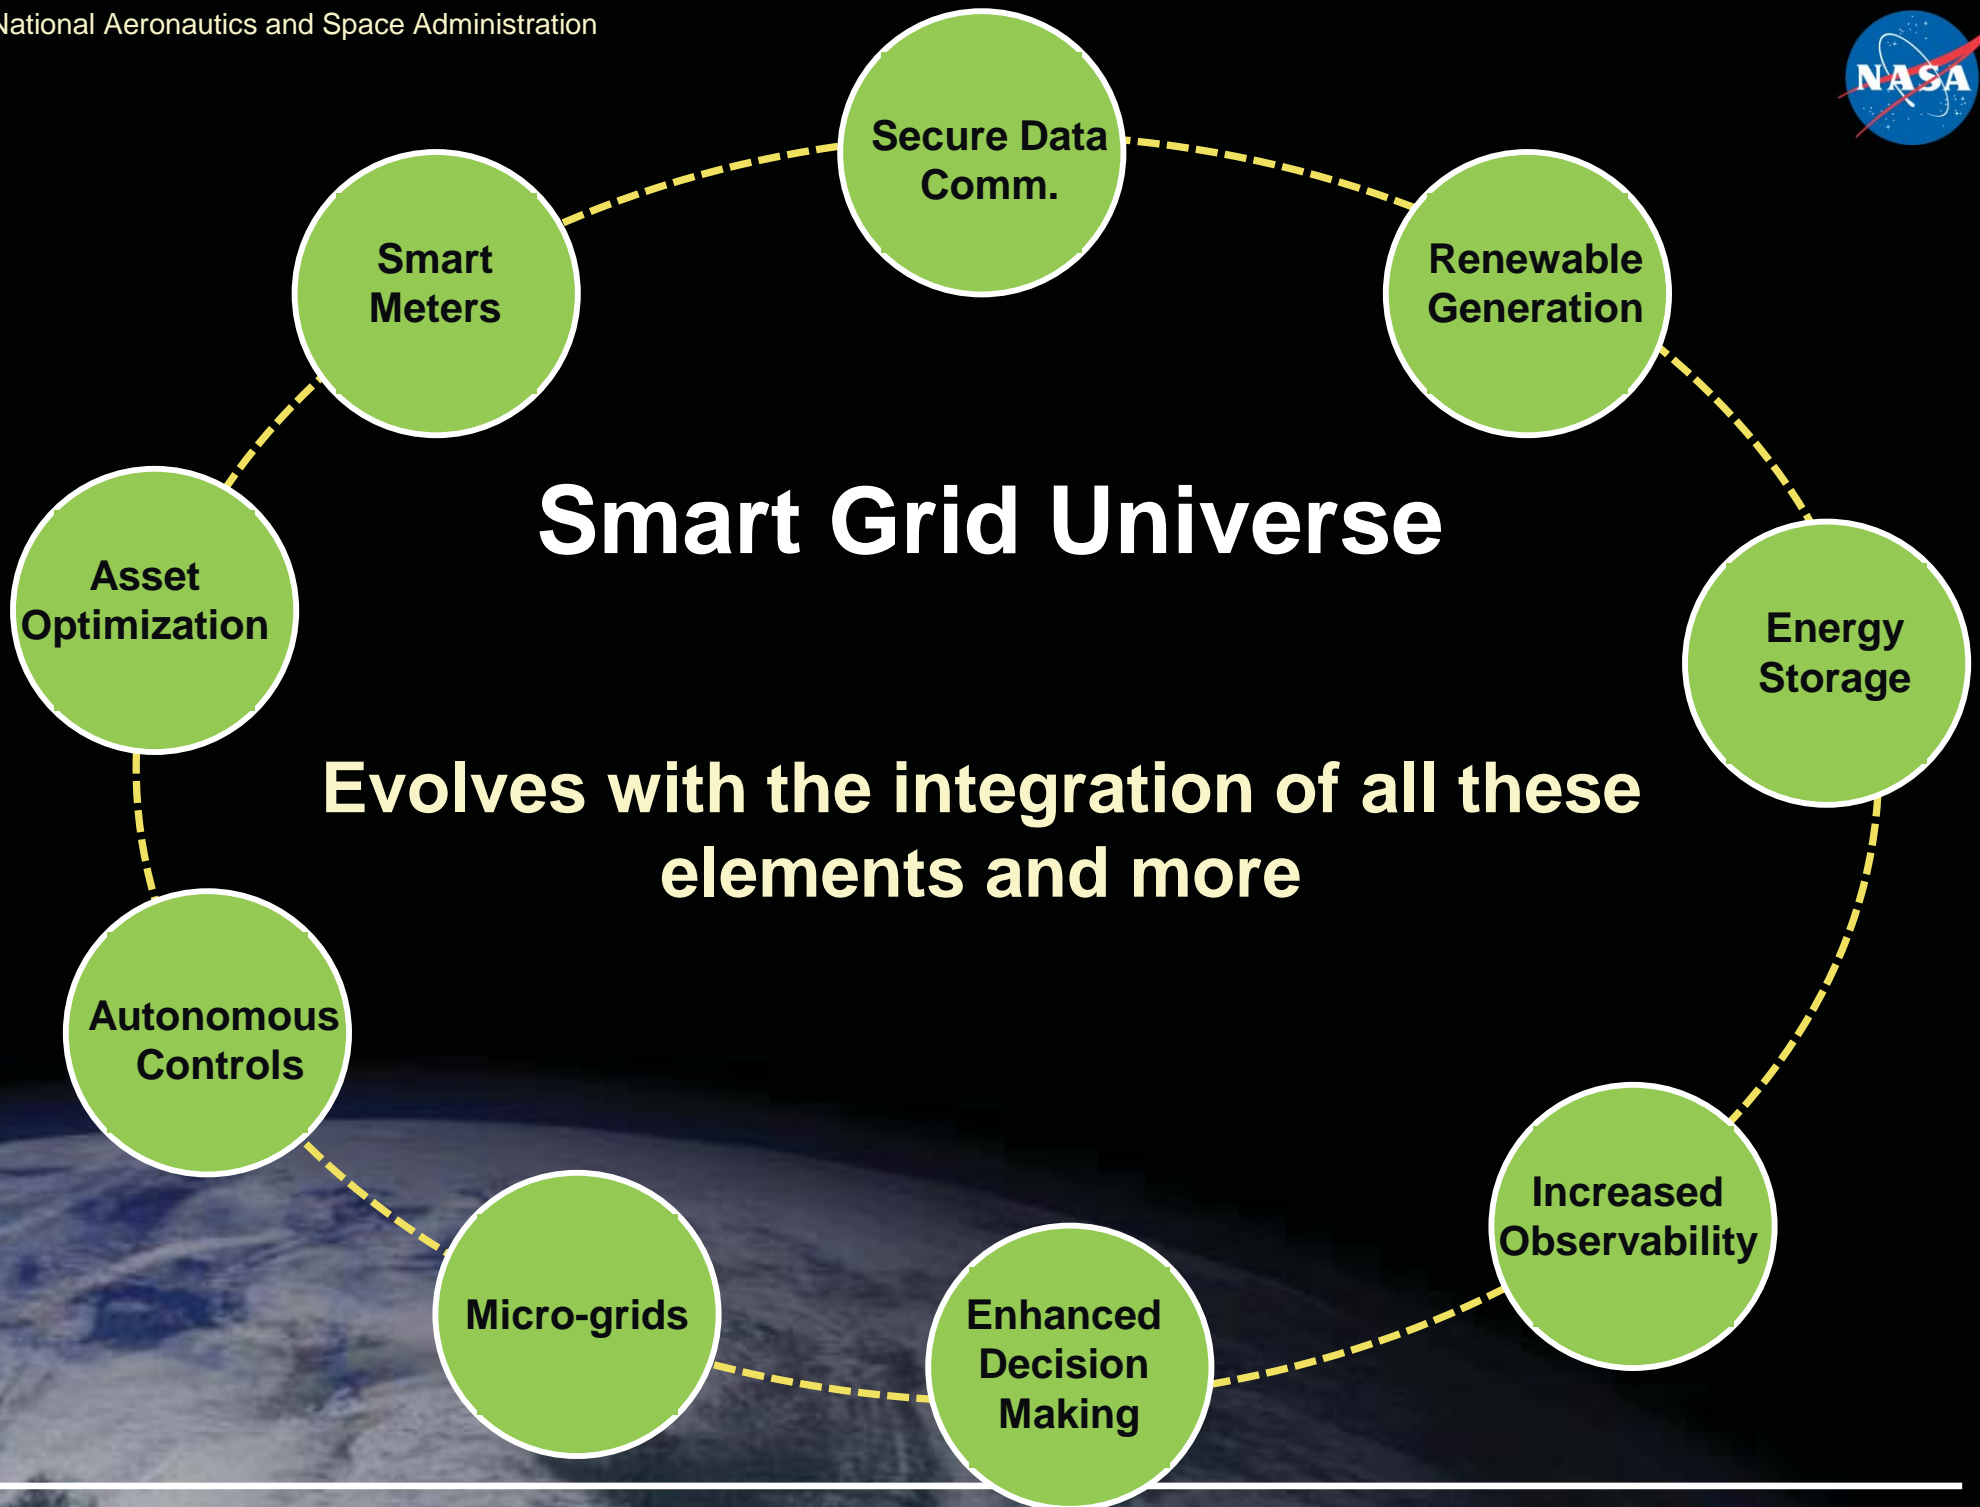 National Aeronautics and Space Administration
NASA
Secure Data
Comm.
Smart
Meters
Renewable
Generation
Smart Grid Universe
Asset
Optimization
Energy
Storage
Evolves with the integration of all these
elements and more
Autonomous
Controls
Increased
Observability
Micro-grids
Enhanced
Decision
Making